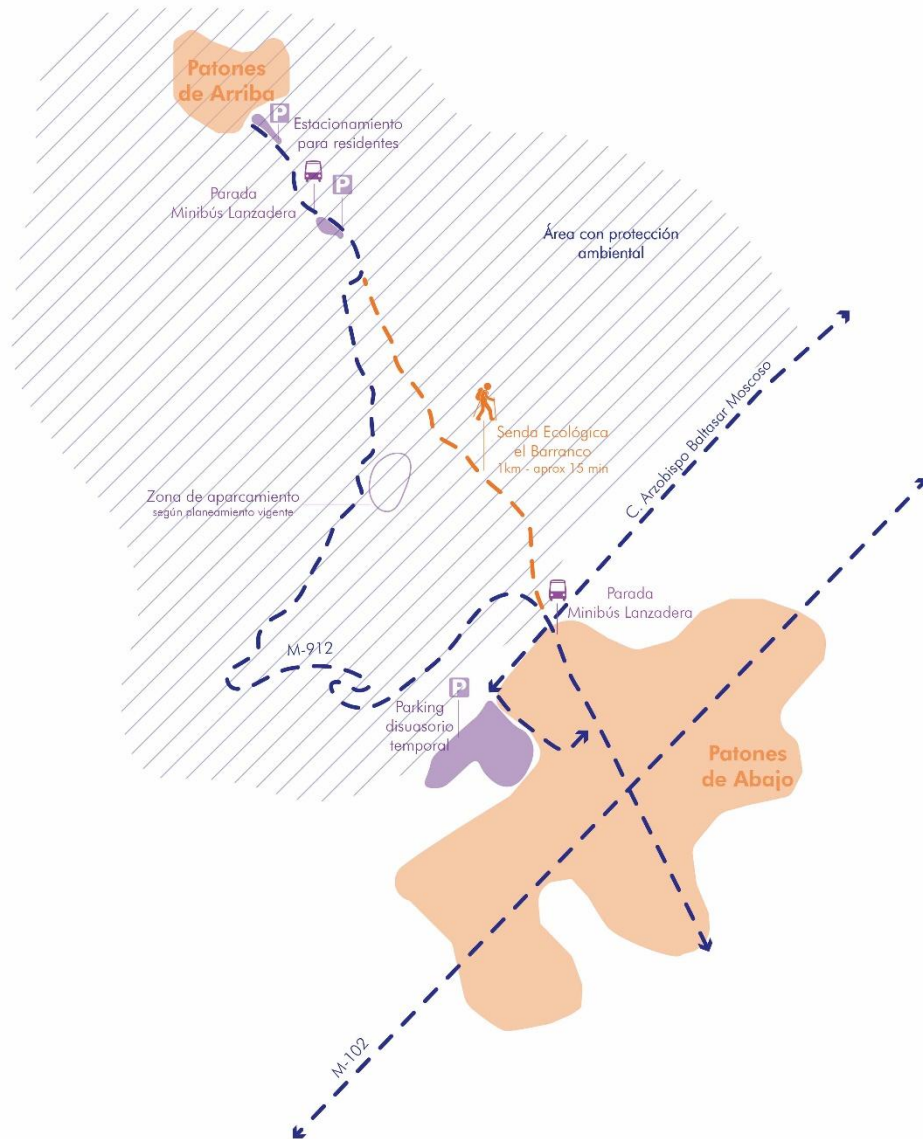 Patones
de Arriba
P
Estacionamiento
para residentes
P
Parada
Minibús Lanzadera
Área con protección
ambiental
C. Arzobispo Baltasar Moscoso
Senda Ecológica
el Barranco
1km - aprox 15 min
Zona de aparcamiento
según planeamiento vigente
Parada
Minibús Lanzadera
M-912
P
Parking
disuasorio
temporal
Patones
de Abajo
M-102